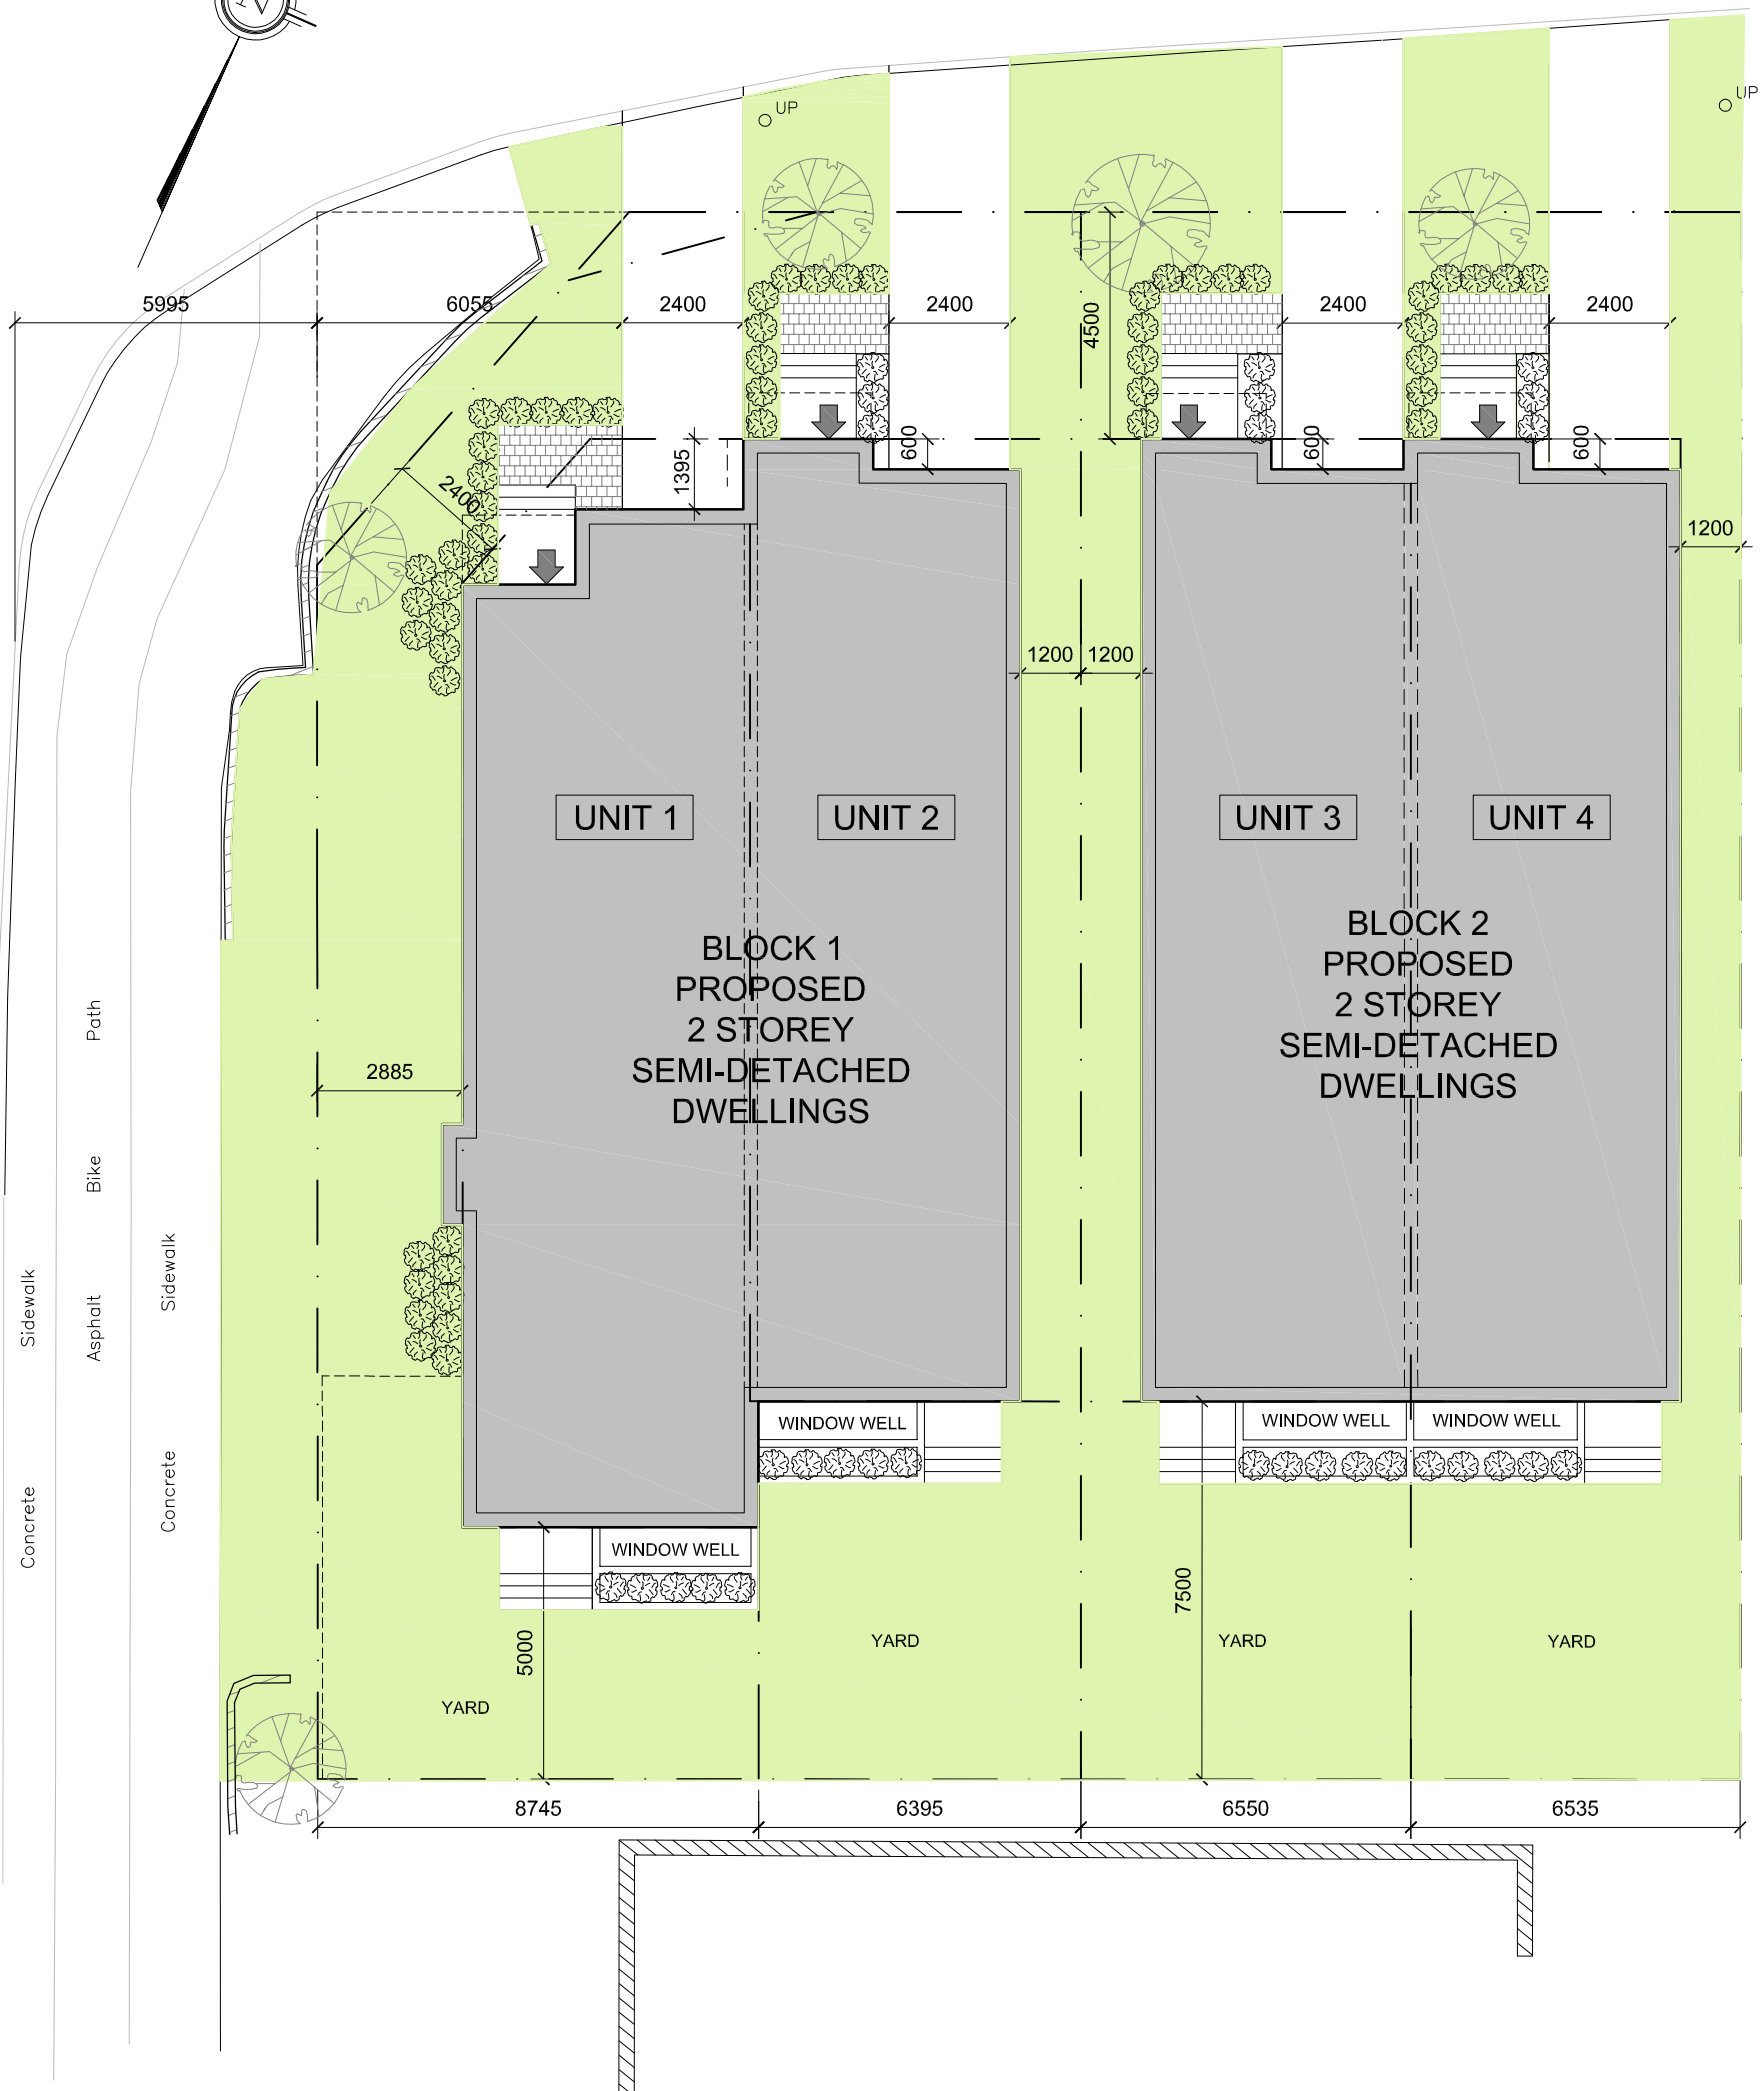 UP
UP
5995
6055
2400
2400
2400
2400
4500
1395
600
600
600
2400
1200
1200
1200
UNIT 1
UNIT 2
UNIT 3
UNIT 4
BLOCK 1
PROPOSED
2 STOREY
SEMI-DETACHED
DWELLINGS
BLOCK 2
PROPOSED
2 STOREY
SEMI-DETACHED
DWELLINGS
2885
Concrete Sidewalk
Asphalt Bike Path
Concrete Sidewalk
WINDOW WELL
WINDOW WELL
WINDOW WELL
WINDOW WELL
5000
7500
YARD
YARD
YARD
YARD
8745
6395
6550
6535